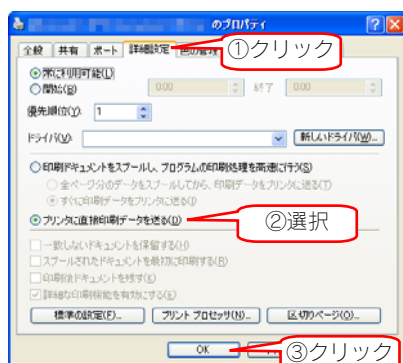 のプロパティ
全般 共有 ポート 詳細設定 色の管理
①クリック
常に利用可能(L)
開始(B) 0:00 終了 0:00
優先順位(Y): 1
ドライバ(V): 新しいドライバ(W)...
印刷ドキュメントをスプールし、プログラムの印刷処理を高速に行う(S)
全ページ分のデータをスプールしてから、印刷データをプリンタに送る(T)
すぐに印刷データをプリンタに送る(I)
プリンタに直接印刷データを送る(D)
②選択
一致しないドキュメントを保留する(H)
スプールされたドキュメントを最初に印刷する(R)
印刷後ドキュメントを残す(K)
詳細な印刷機能を有効にする(E)
標準の設定(F)... プリント プロセッサ(N)... 区切りページ(O)...
OK
③クリック